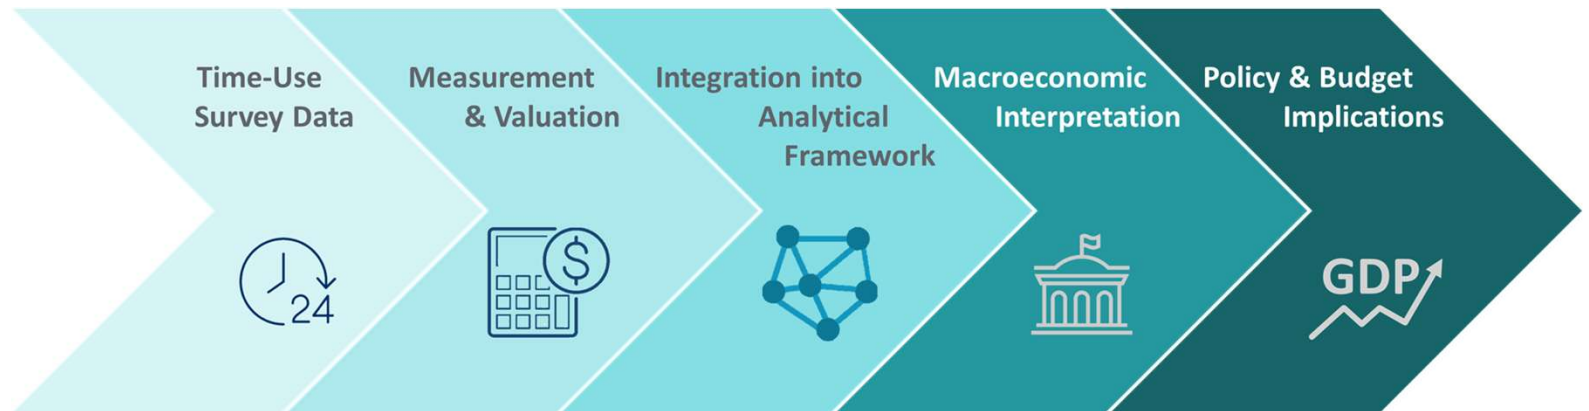 Time-Use
Survey Data
Measurement
& Valuation
Integration into
Analytical
Framework
Macroeconomic
Interpretation
Policy & Budget
Implications
24
$
GDP